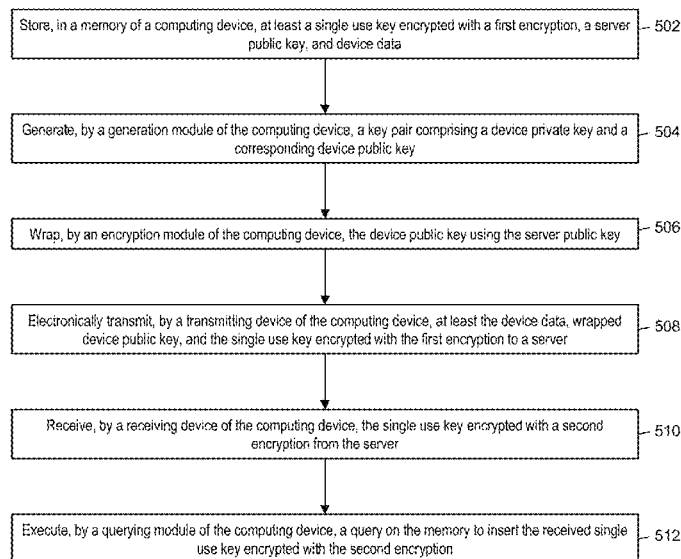 Store, in a memory of a computing device, at least a single use key encrypted with a first encryption, a server
public key, and device data
502
Generate, by a generation module of the computing device, a key pair comprising a device private key and a
corresponding device public key
504
Wrap, by an encryption module of the computing device, the device public key using the server public key
506
Electronically transmit, by a transmitting device of the computing device, at least the device data, wrapped
device public key, and the single use key encrypted with the first encryption to a server
508
Receive, by a receiving device of the computing device, the single use key encrypted with a second
encryption from the server
510
Execute, by a querying module of the computing device, a query on the memory to insert the received single
use key encrypted with the second encryption
512